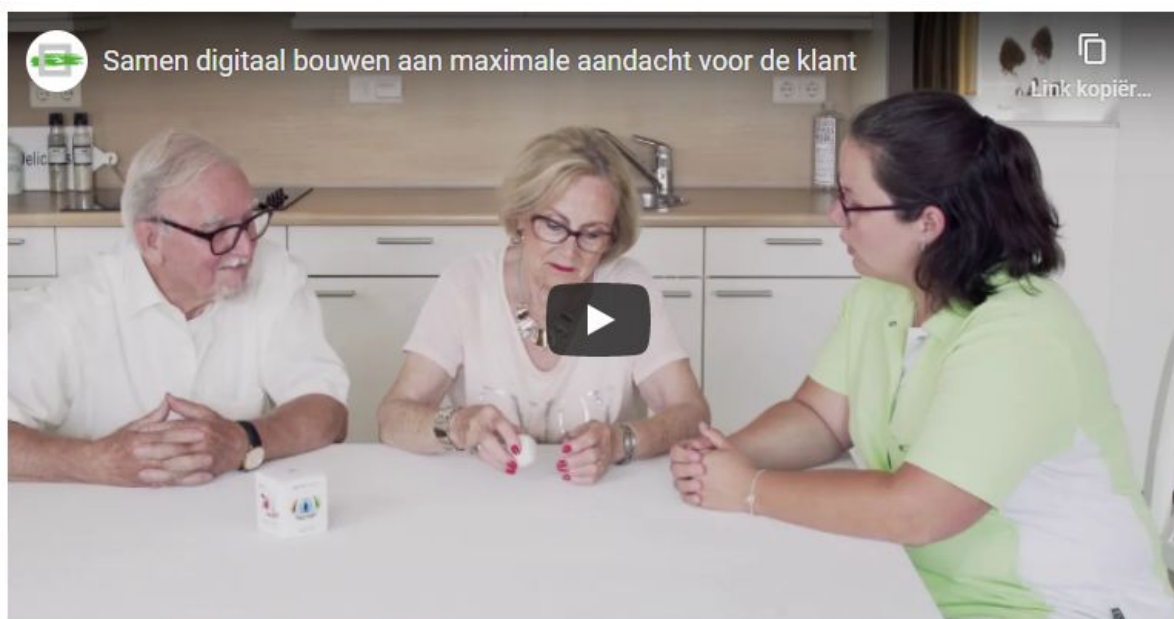 Samen digitaal bouwen aan maximale aandacht voor de klant
Link kopiër...